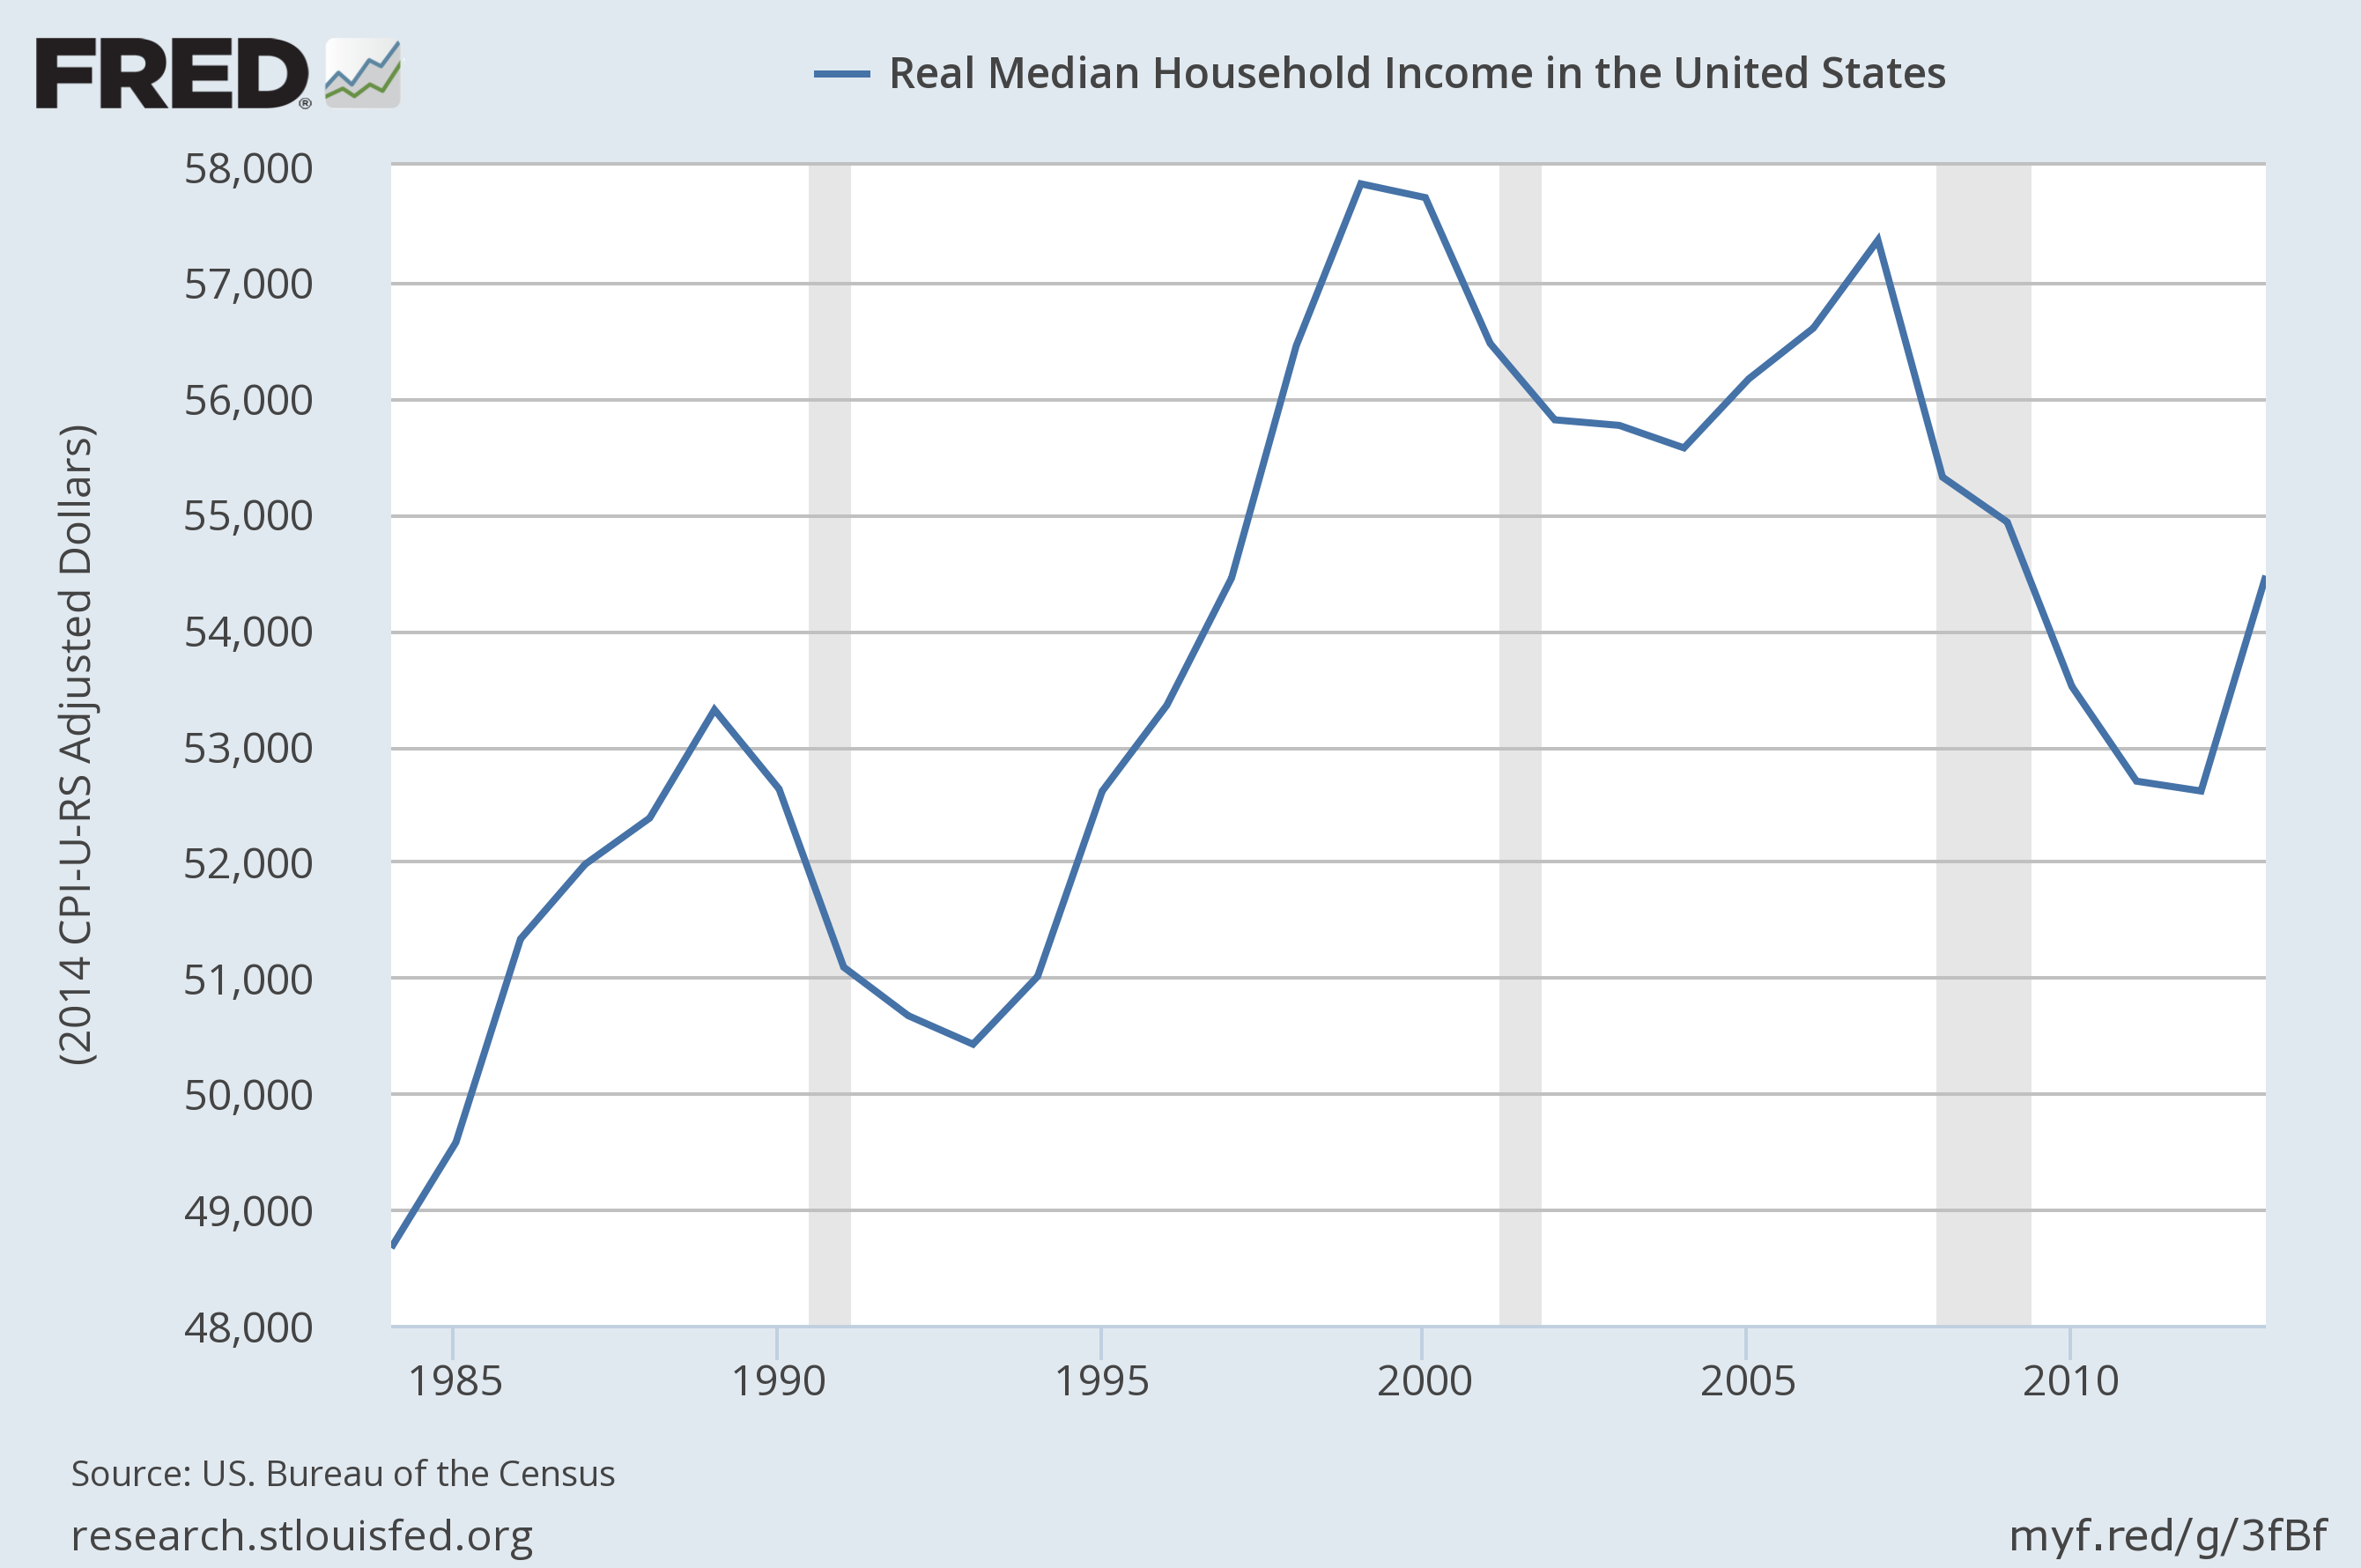 FRED®
Real Median Household Income in the United States
(2014 CPI-U-RS Adjusted Dollars)
58,000
57,000
56,000
55,000
54,000
53,000
52,000
51,000
50,000
49,000
48,000
1985 1990 1995 2000 2005 2010
Source: US. Bureau of the Census
research.stlouisfed.org
myf.red/g/3fBf